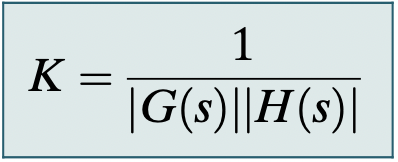 K = 1 / |G(s)||H(s)|